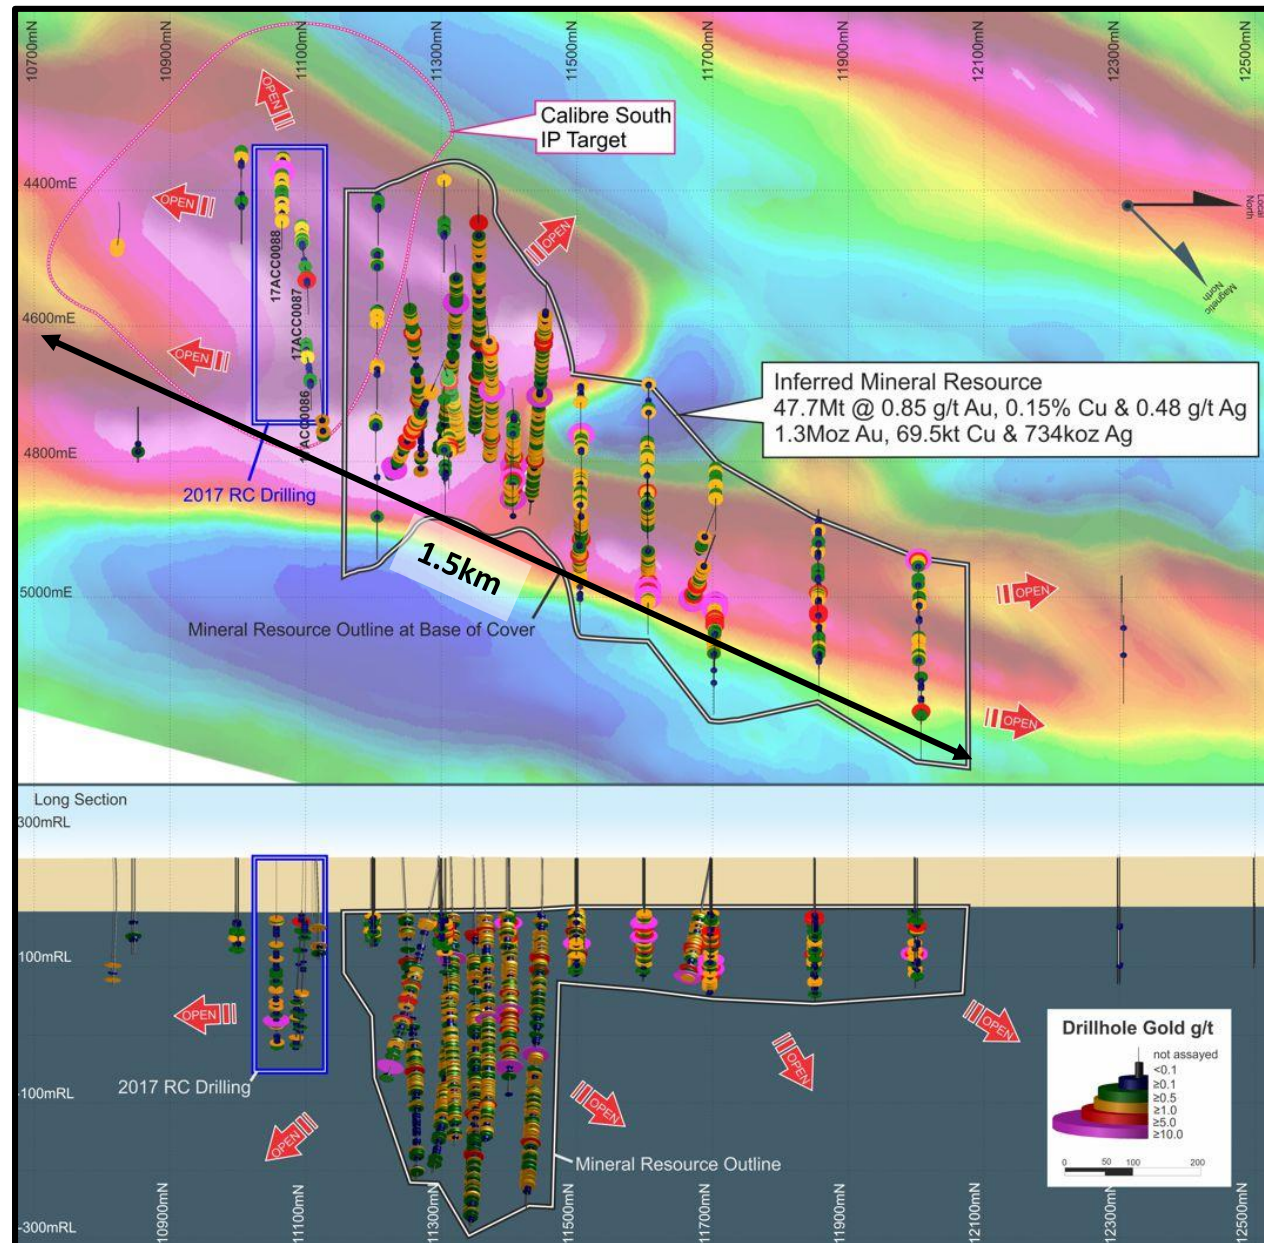 10700mN
10900mN
11100mN
11300mN
11500mN
11700mN
11900mN
12100mN
12300mN
12500mN
OPEN
Calibre South
IP Target
4400mE
OPEN
17ACC0088
OPEN
Local
North
Magnetic
North
17ACC0087
4600mE
OPEN
Inferred Mineral Resource
47.7Mt @ 0.85 g/t Au, 0.15% Cu & 0.48 g/t Ag
1.3Moz Au, 69.5kt Cu & 734koz Ag
ACC0086
4800mE
2017 RC Drilling
1.5km
5000mE
OPEN
Mineral Resource Outline at Base of Cover
OPEN
Long Section
300mRL
100mRL
OPEN
OPEN
OPEN
2017 RC Drilling
-100mRL
OPEN
OPEN
Mineral Resource Outline
-300mRL
Drillhole Gold g/t
not assayed
<0.1
≥0.1
≥0.5
≥1.0
≥5.0
≥10.0
0 50 100 200
10900mN
11100mN
11300mN
11500mN
11700mN
11900mN
12100mN
12300mN
12500mN